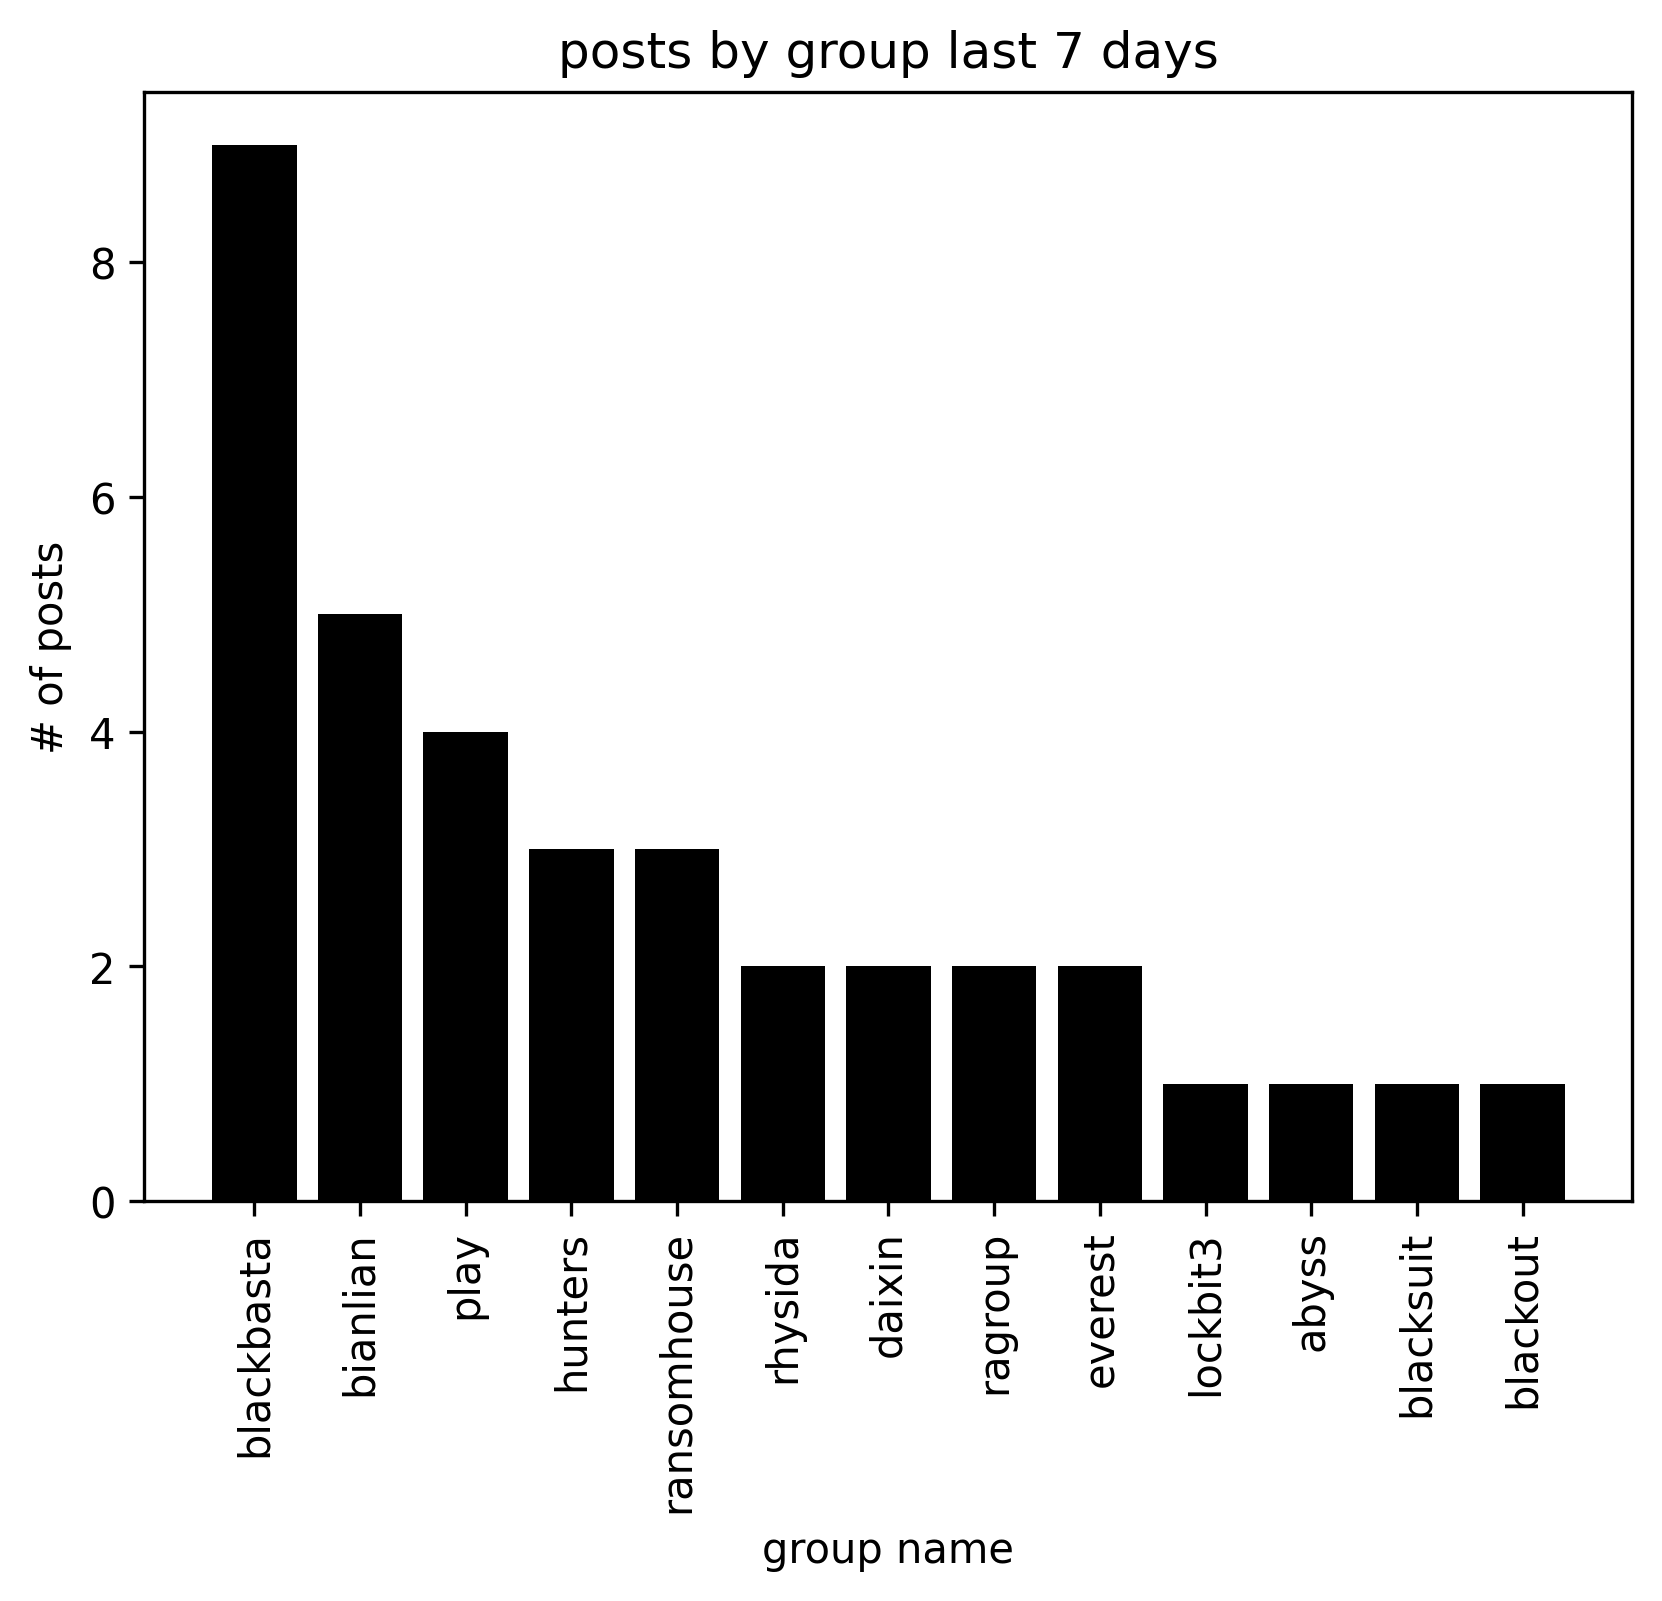 posts by group last 7 days
# of posts
8
6
4
2
0
blackbasta
bianlian
play
hunters
ransomhouse
rhysida
daixin
ragroup
everest
lockbit3
abyss
blacksuit
blackout
group name